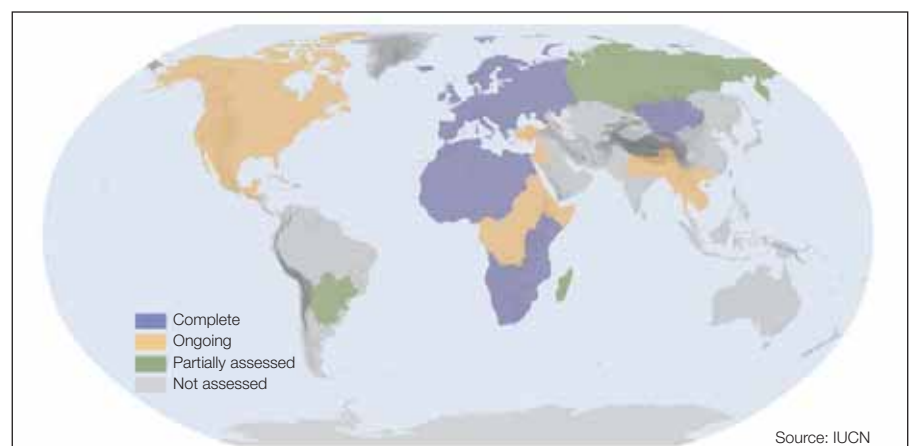 Complete
Ongoing
Partially assessed
Not assessed
Source: IUCN